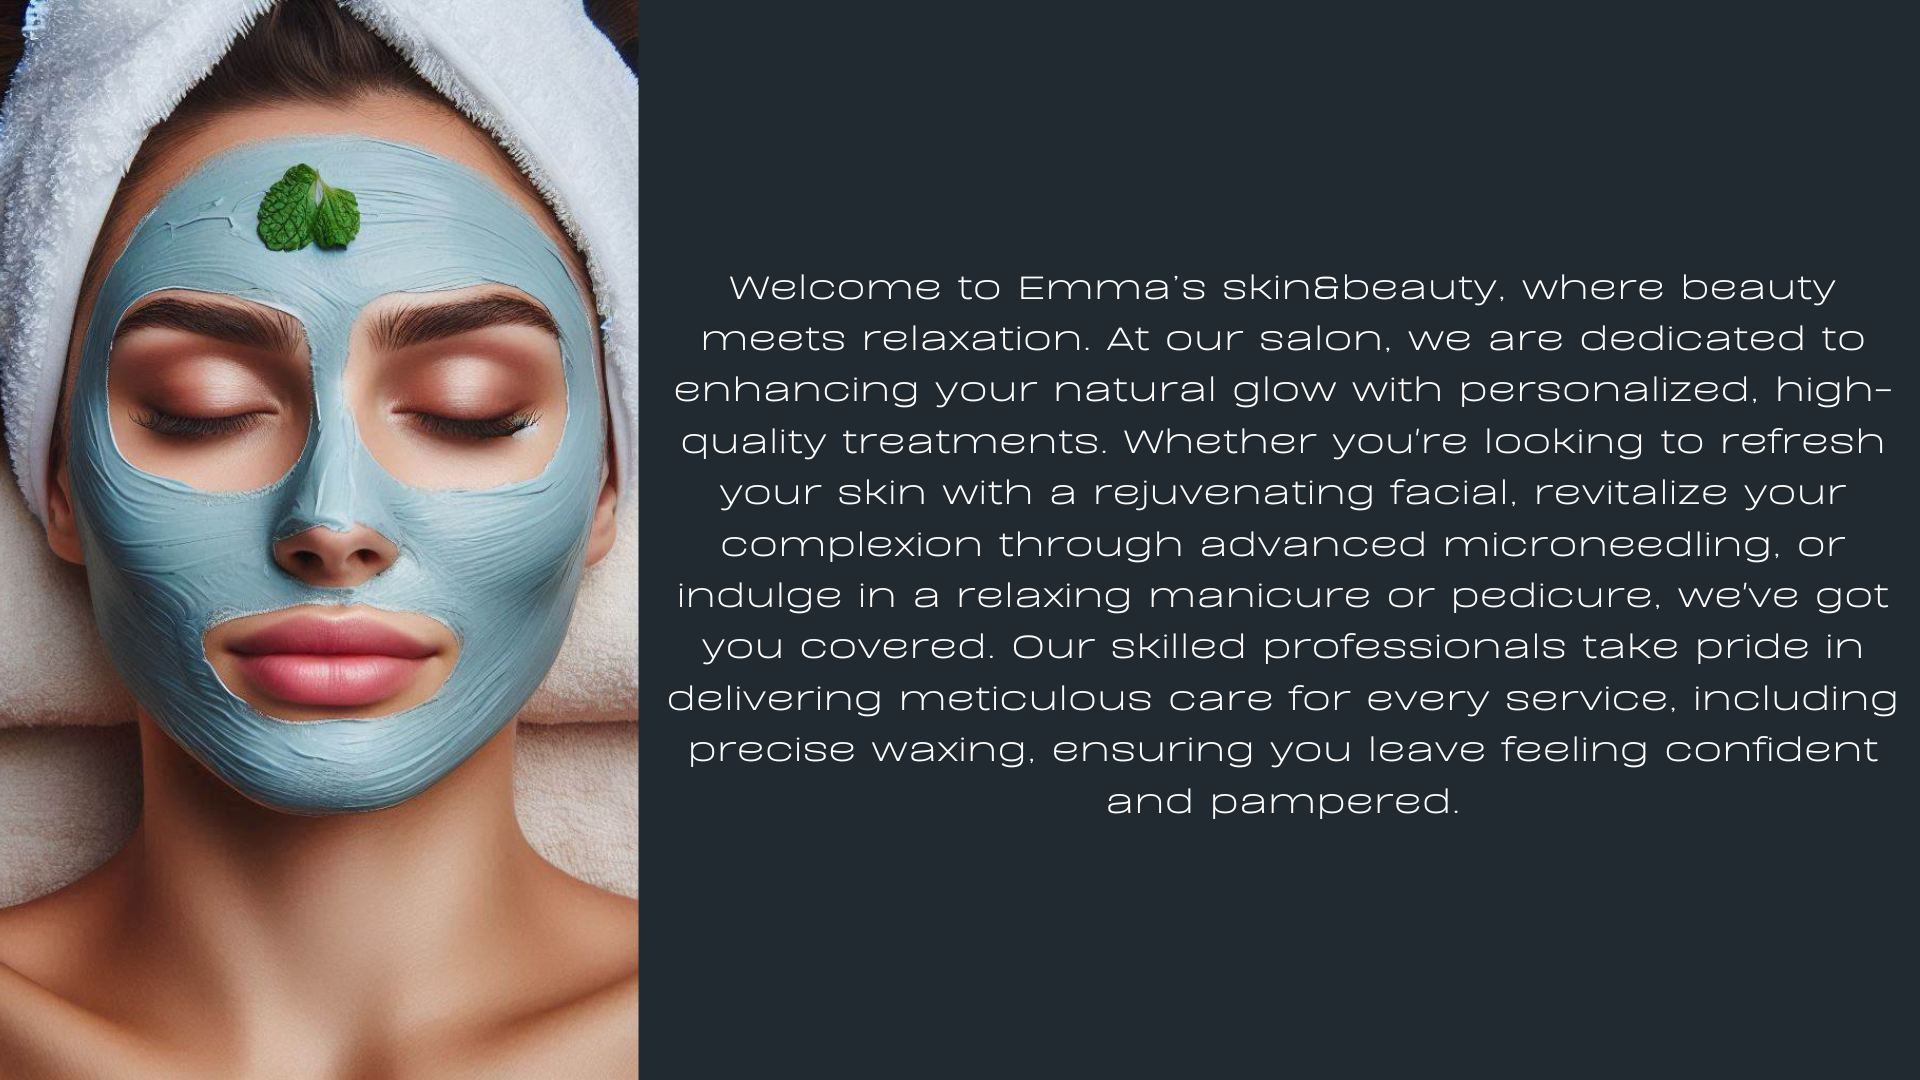 Welcome to Emma’s skin&beauty, where beauty
meets relaxation. At our salon, we are dedicated to
enhancing your natural glow with personalized, high-
quality treatments. Whether you're looking to refresh
your skin with a rejuvenating facial, revitalize your
complexion through advanced microneedling, or
indulge in a relaxing manicure or pedicure, we've got
you covered. Our skilled professionals take pride in
delivering meticulous care for every service, including
precise waxing, ensuring you leave feeling confident
and pampered.